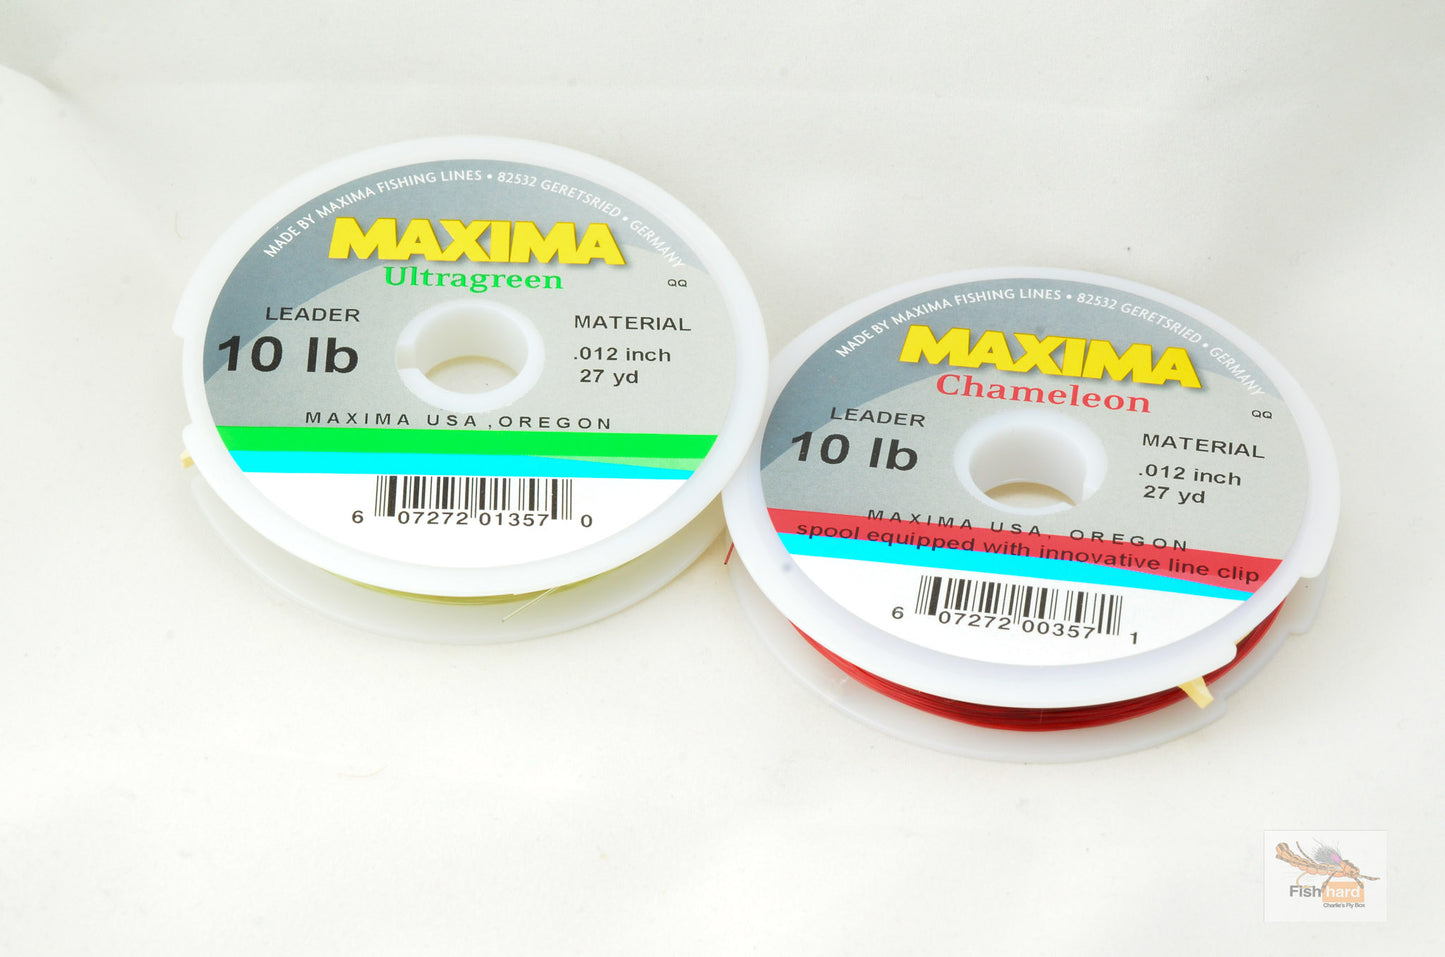 MADE BY MAXIMA FISHING LINES • 82532 GERETSRIED • GERMANY
MAXIMA
Ultragreen
QQ
LEADER
MATERIAL
10 lb
.012 inch
27 yd
MAXIMA USA ,OREGON
6 07272 01357 0
MADE BY MAXIMA FISHING LINES • 82532 GERETSRIED • GERMANY
MAXIMA
Chameleon
QQ
LEADER
MATERIAL
10 lb
.012 inch
27 yd
MAXIMA USA, OREGON
spool equipped with innovative line clip
6 07272 00357 1
Fish hard
Charlie's Fly Box